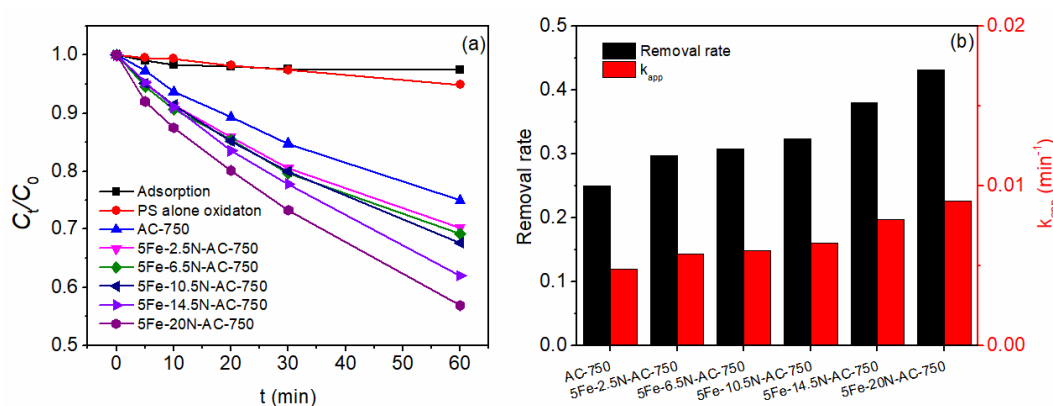 (a)
1.0
0.9
0.8
0.7
0.6
0.5
Ct/C0
Adsorption
PS alone oxidaton
AC-750
5Fe-2.5N-AC-750
5Fe-6.5N-AC-750
5Fe-10.5N-AC-750
5Fe-14.5N-AC-750
5Fe-20N-AC-750
0 10 20 30 40 50 60
t (min)
(b)
0.5
0.4
0.3
0.2
0.1
0.0
Removal rate
Removal rate
kapp
0.02
0.01
0.00
kapp (min-1)
AC-750
5Fe-2.5N-AC-750
5Fe-6.5N-AC-750
5Fe-10.5N-AC-750
5Fe-14.5N-AC-750
5Fe-20N-AC-750